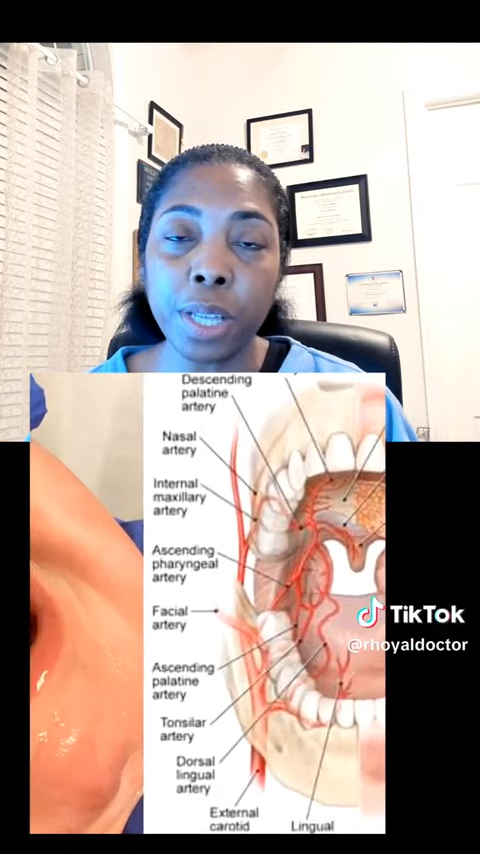 Descending
palatine
artery
Nasal
artery
Internal
maxillary
artery
Ascending
pharyngeal
artery
Facial
artery
Ascending
palatine
artery
Tonsilar
artery
Dorsal
lingual
artery
External
carotid
Lingual
TikTok
@rhoyaldoctor